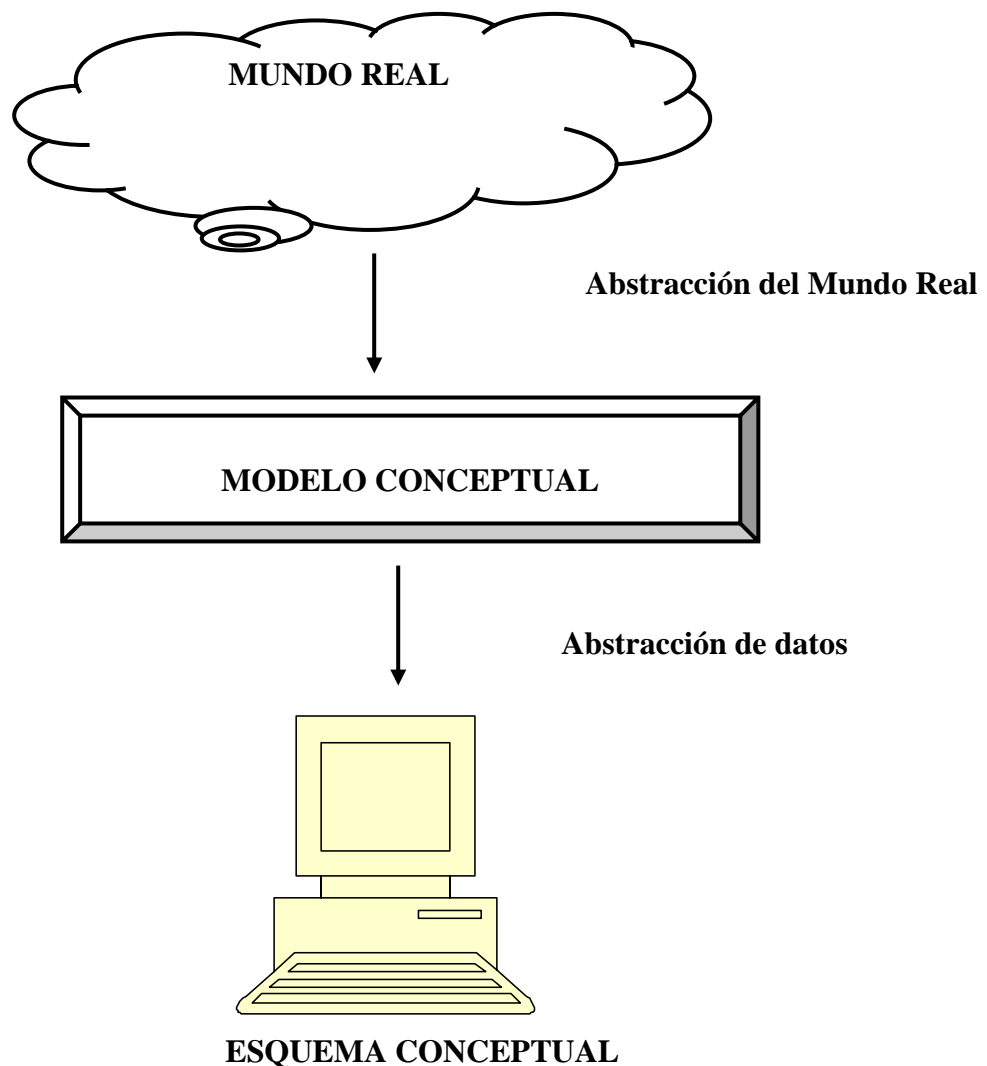 MUNDO REAL
Abstracción del Mundo Real
MODELO CONCEPTUAL
Abstracción de datos
ESQUEMA CONCEPTUAL